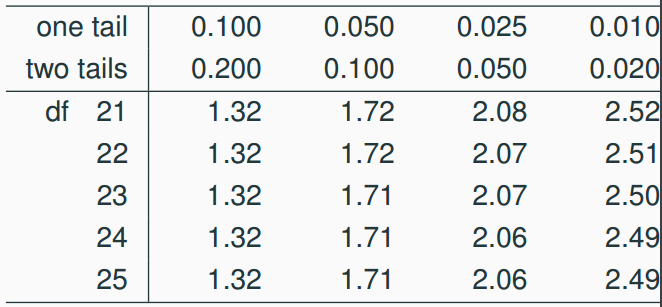 one tail 0.100 0.050 0.025 0.010
two tails 0.200 0.100 0.050 0.020
df 21 1.32 1.72 2.08 2.52
22 1.32 1.72 2.07 2.51
23 1.32 1.71 2.07 2.50
24 1.32 1.71 2.06 2.49
25 1.32 1.71 2.06 2.49